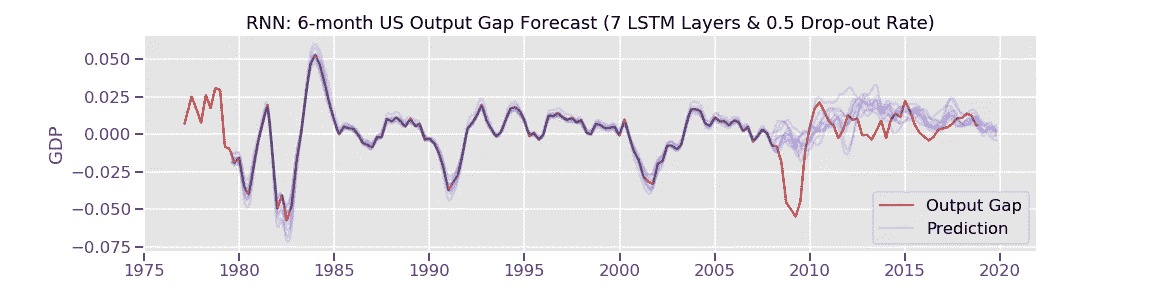 RNN: 6-month US Output Gap Forecast (7 LSTM Layers & 0.5 Drop-out Rate)
0.050
0.025
0.000
−0.025
−0.050
−0.075
GDP
Output Gap
Prediction
1975 1980 1985 1990 1995 2000 2005 2010 2015 2020